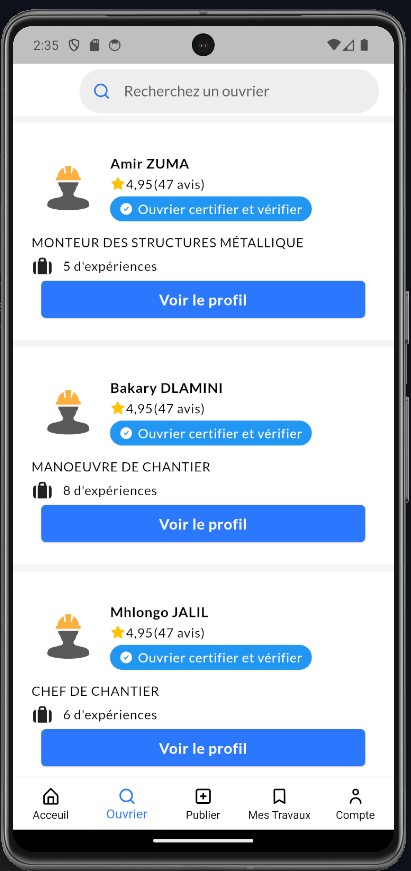 2:35
Recherchez un ouvrier
Amir ZUMA
4,95(47 avis)
Ouvrier certifier et vérifier
MONTEUR DES STRUCTURES MÉTALLIQUE
5 d'expériences
Voir le profil
Bakary DLAMINI
4,95(47 avis)
Ouvrier certifier et vérifier
MANOEUVRE DE CHANTIER
8 d'expériences
Voir le profil
Mhlongo JALIL
4,95(47 avis)
Ouvrier certifier et vérifier
CHEF DE CHANTIER
6 d'expériences
Voir le profil
Acceuil Ouvrier Publier Mes Travaux Compte